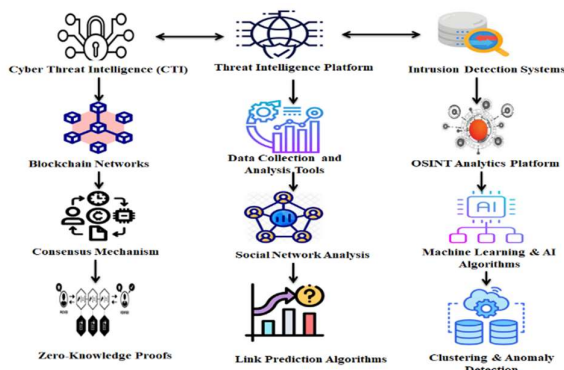 Cyber Threat Intelligence (CTI)
Threat Intelligence Platform
Intrusion Detection Systems
Blockchain Networks
Data Collection and
Analysis Tools
OSINT Analytics Platform
Consensus Mechanism
Social Network Analysis
AI
Machine Learning & AI
Algorithms
Zero-Knowledge Proofs
Link Prediction Algorithms
Clustering & Anomaly
Detection